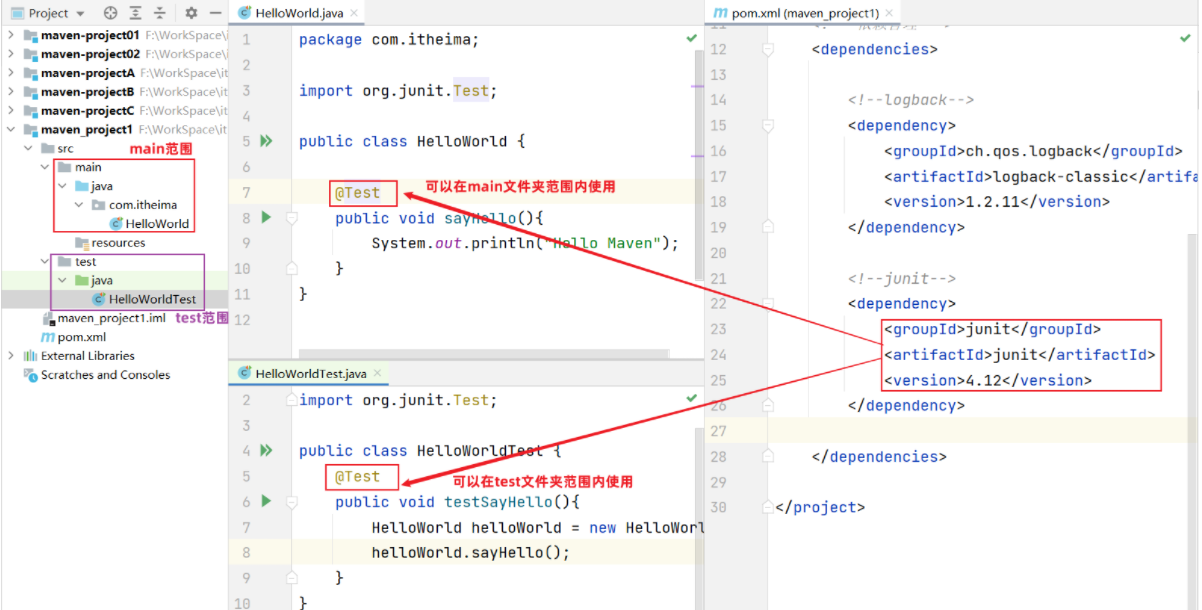 Project
maven-project01 F:\WorkSpace\i
maven-project02 F:\WorkSpace\i
maven-projectA F:\WorkSpace\it
maven-projectB F:\WorkSpace\it
maven-projectC F:\WorkSpace\it
maven_project1 F:\WorkSpace\it
src
main范围
main
java
com.itheima
HelloWorld
resources
test
java
HelloWorldTest
maven_project1.iml
test范围
pom.xml
External Libraries
Scratches and Consoles
HelloWorld.java
1 package com.itheima;
2
3 import org.junit.Test;
4
5 public class HelloWorld {
6
7 @Test
可以在main文件夹范围内使用
8 public void sayHello(){
9 System.out.println("Hello Maven");
10 }
11 }
12
HelloWorldTest.java
2 import org.junit.Test;
3
4 public class HelloWorldTest {
5 @Test
可以在test文件夹范围内使用
6 public void testSayHello(){
7 HelloWorld helloWorld = new HelloWorl
8 helloWorld.sayHello();
9 }
10 }
pom.xml (maven_project1)
11
12 <dependencies>
13
14 <!--logback-->
15 <dependency>
16 <groupId>ch.qos.logback</groupId>
17 <artifactId>logback-classic</artifa
18 <version>1.2.11</version>
19 </dependency>
20
21 <!--junit-->
22 <dependency>
23 <groupId>junit</groupId>
24 <artifactId>junit</artifactId>
25 <version>4.12</version>
26 </dependency>
27
28 </dependencies>
29
30 </project>